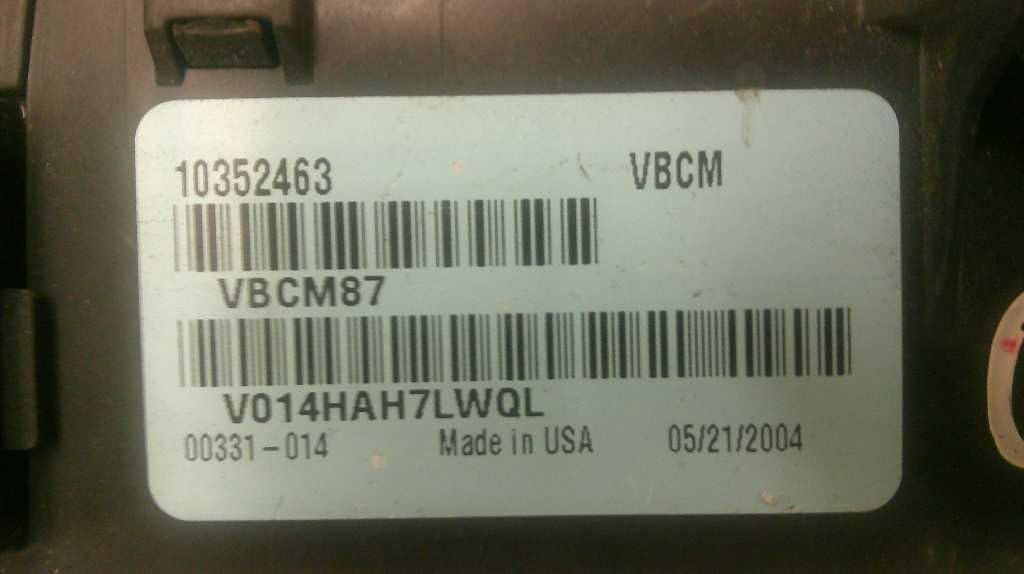 10352463 VBCM
VBCM87
V014HAH7LWQL
00331-014 Made in USA 05/21/2004